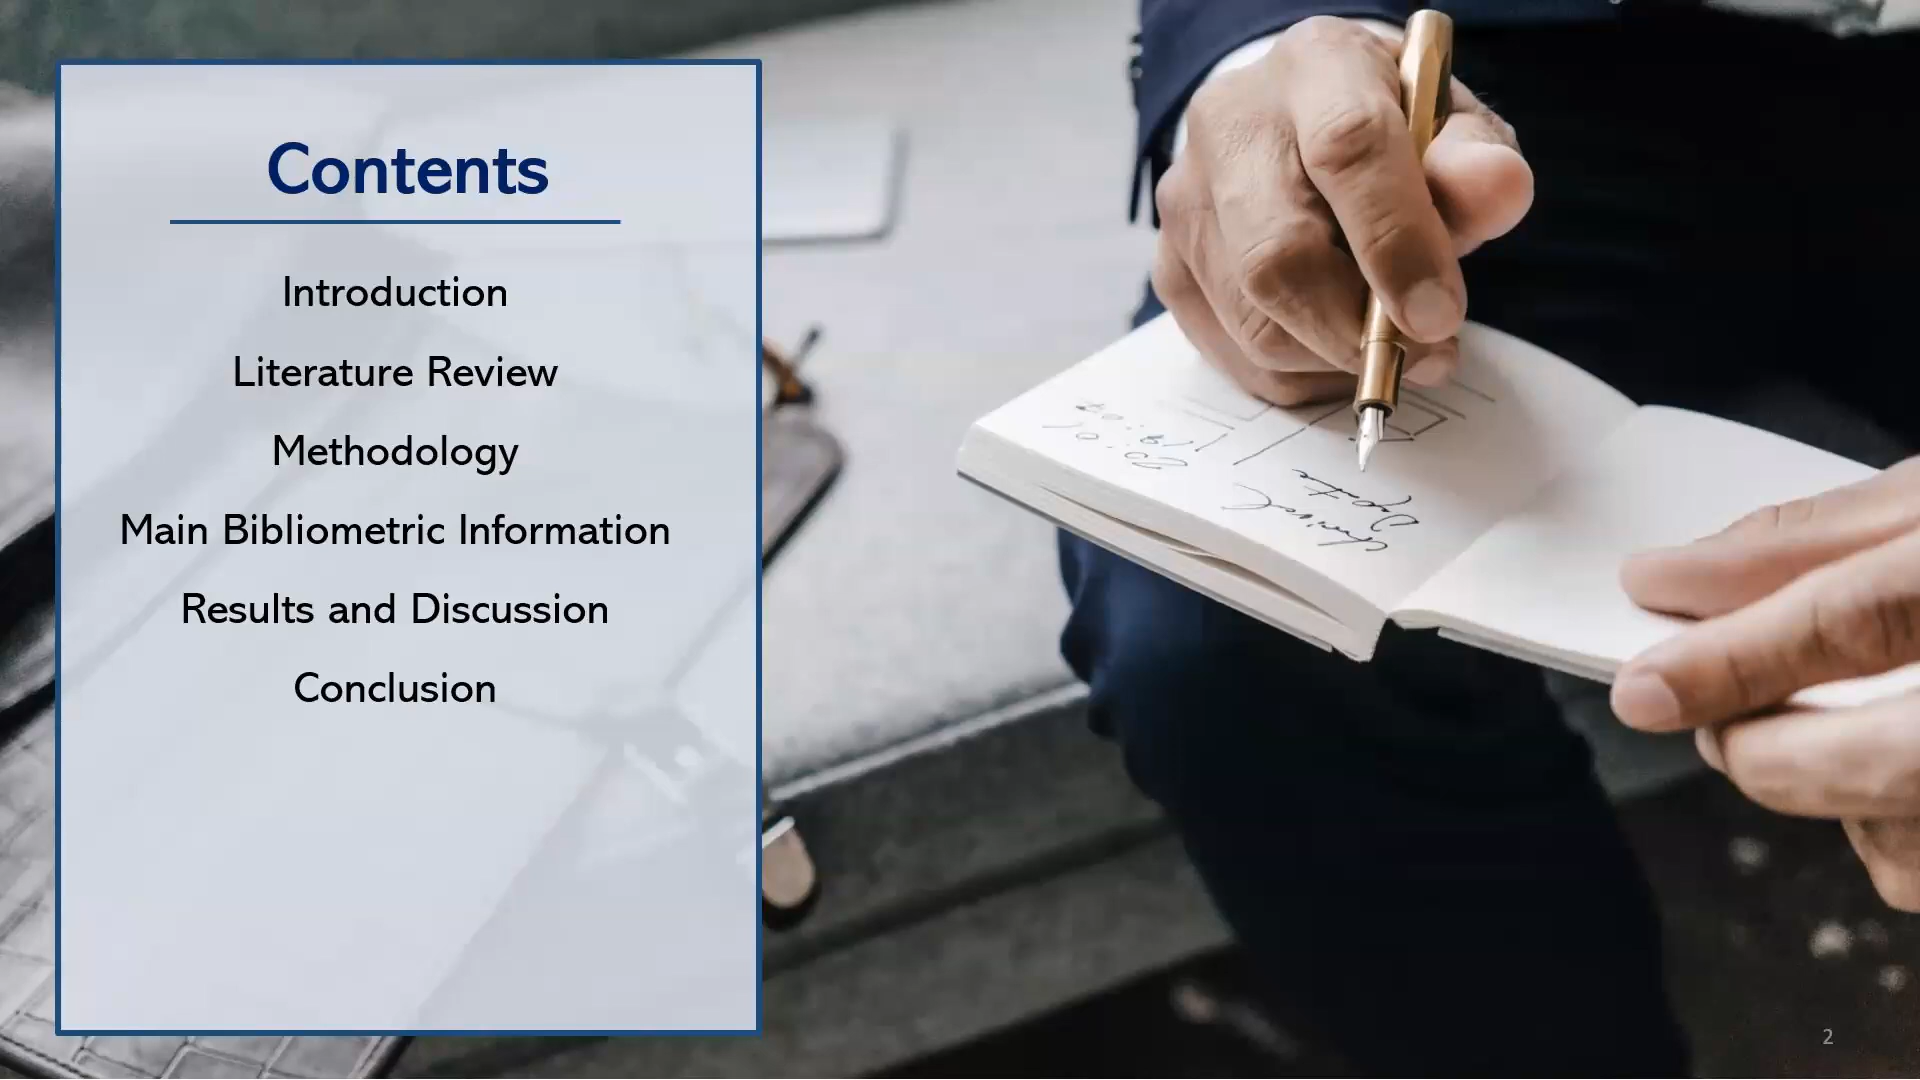 Contents
Introduction
Literature Review
Methodology
Main Bibliometric Information
Results and Discussion
Conclusion
2